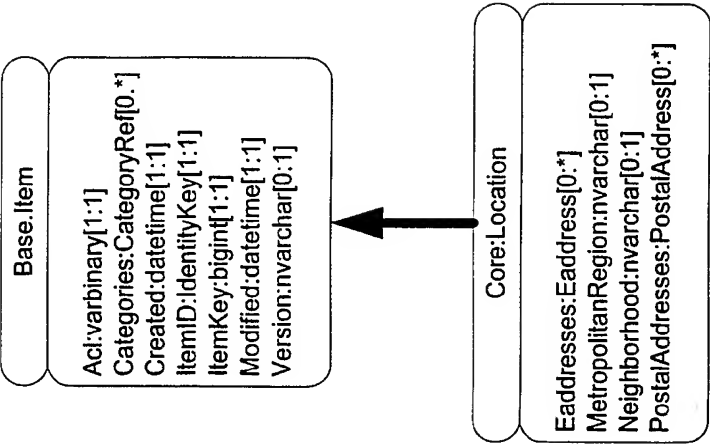 Base.Item
Acl:varbinary[1:1]
Categories:CategoryRef[0.*]
Created:datetime[1:1]
ItemID:IdentityKey[1:1]
ItemKey:bigint[1:1]
Modified:datetime[1:1]
Version:nvarchar[0:1]
Core:Location
Eaddresses:Eaddress[0:*]
MetropolitanRegion:nvarchar[0:1]
Neighborhood:nvarchar[0:1]
PostalAddresses:PostalAddress[0:*]